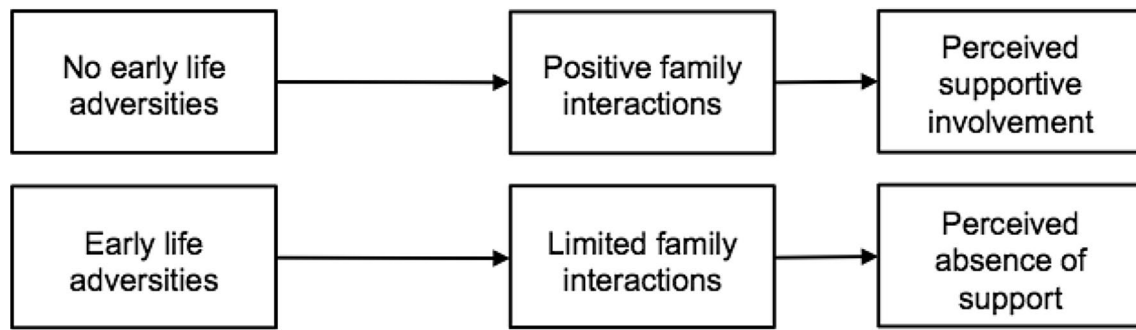 No early life
adversities
Positive family
interactions
Perceived
supportive
involvement
Early life
adversities
Limited family
interactions
Perceived
absence of
support